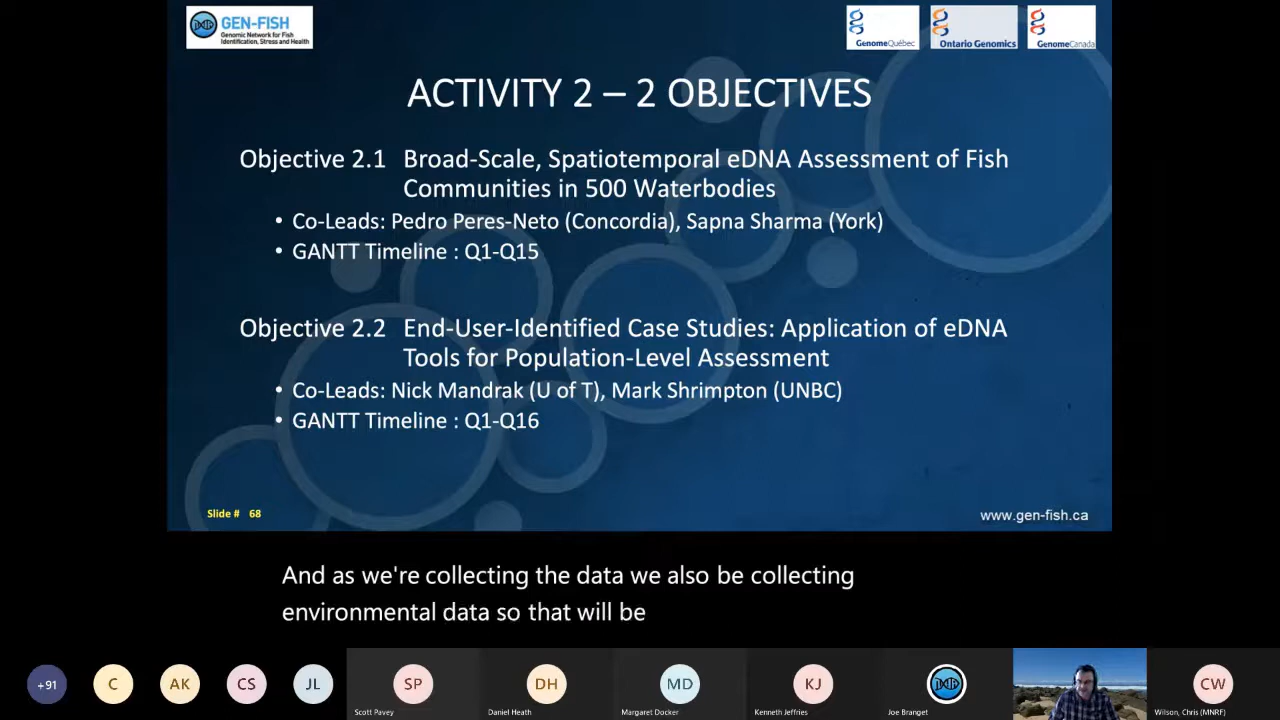 GEN-FISH
Genomic Network for Fish
Identification, Stress and Health
GenomeQuébec
Ontario Genomics
GenomeCanada
ACTIVITY 2 – 2 OBJECTIVES
Objective 2.1 Broad-Scale, Spatiotemporal eDNA Assessment of Fish
Communities in 500 Waterbodies
• Co-Leads: Pedro Peres-Neto (Concordia), Sapna Sharma (York)
• GANTT Timeline : Q1-Q15
Objective 2.2 End-User-Identified Case Studies: Application of eDNA
Tools for Population-Level Assessment
• Co-Leads: Nick Mandrak (U of T), Mark Shrimpton (UNBC)
• GANTT Timeline : Q1-Q16
Slide # 68
www.gen-fish.ca
And as we're collecting the data we also be collecting
environmental data so that will be
+91 C AK CS JL SP DH MD KJ CW
Scott Pavey Daniel Heath Margaret Docker Kenneth Jeffries Joe Branget Wilson, Chris (MNRF)